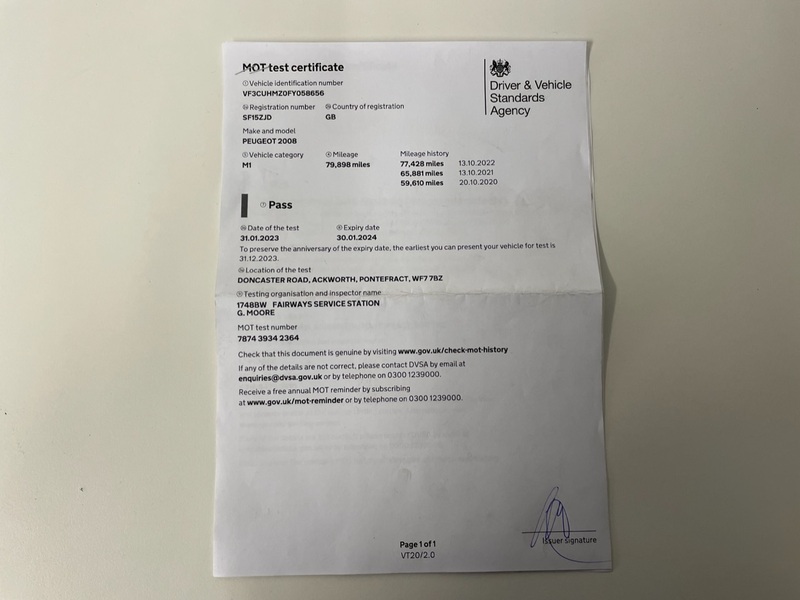 MOT test certificate
Driver & Vehicle
Standards
Agency
Vehicle identification number
VF3CUHMZ0FY058656
Registration number Country of registration
SF15ZJD GB
Make and model
PEUGEOT 2008
Vehicle category Mileage Mileage history
M1 79,898 miles 77,428 miles 13.10.2022
65,881 miles 13.10.2021
59,610 miles 20.10.2020
Pass
Date of the test Expiry date
31.01.2023 30.01.2024
To preserve the anniversary of the expiry date, the earliest you can present your vehicle for test is
31.12.2023.
Location of the test
DONCASTER ROAD, ACKWORTH, PONTEFRACT, WF7 7BZ
Testing organisation and inspector name
1748BW FAIRWAYS SERVICE STATION
G. MOORE
MOT test number
7874 3934 2364
Check that this document is genuine by visiting www.gov.uk/check-mot-history
If any of the details are not correct, please contact DVSA by email at
enquiries@dvsa.gov.uk or by telephone on 0300 1239000.
Receive a free annual MOT reminder by subscribing
at www.gov.uk/mot-reminder or by telephone on 0300 1239000.
Issuer signature
Page 1 of 1
VT20/2.0